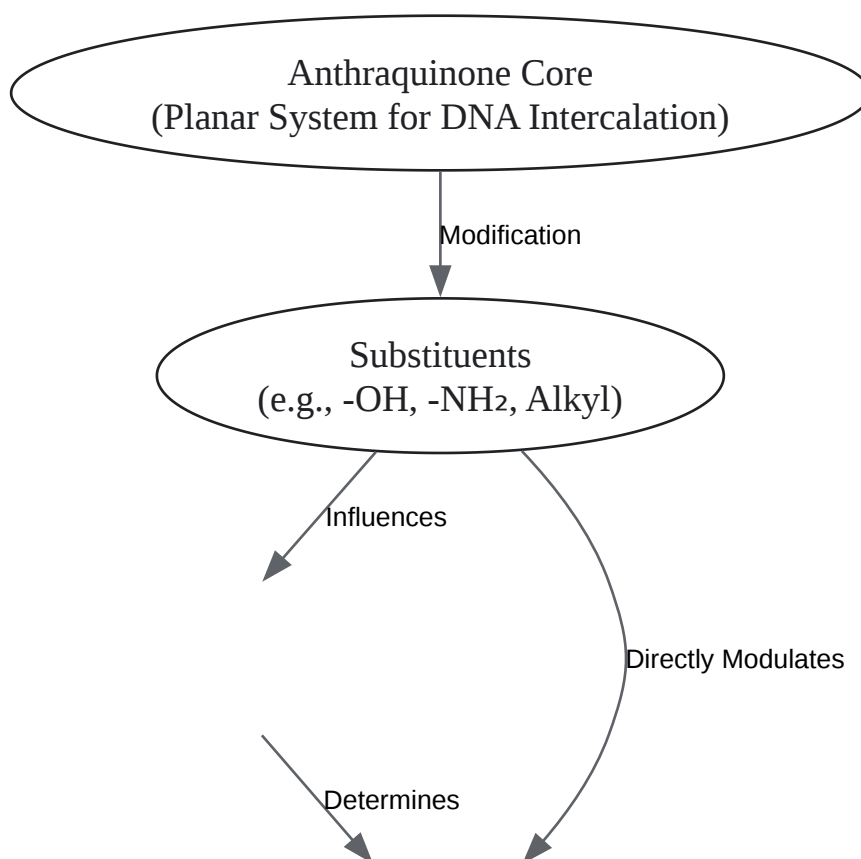 Anthraquinone Core
(Planar System for DNA Intercalation)
Modification
Substituents
(e.g., -OH, -NH₂, Alkyl)
Influences
Directly Modulates
Determines